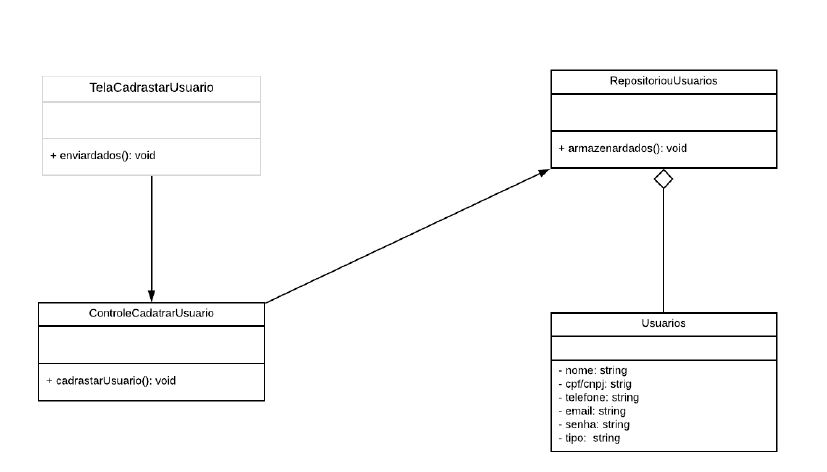 TelaCadrastarUsuario
+ enviardados(): void
RepositoriouUsuarios
+ armazenardados(): void
ControleCadatrarUsuario
+ cadrastarUsuario(): void
Usuarios
- nome: string
- cpf/cnpj: strig
- telefone: string
- email: string
- senha: string
- tipo:  string